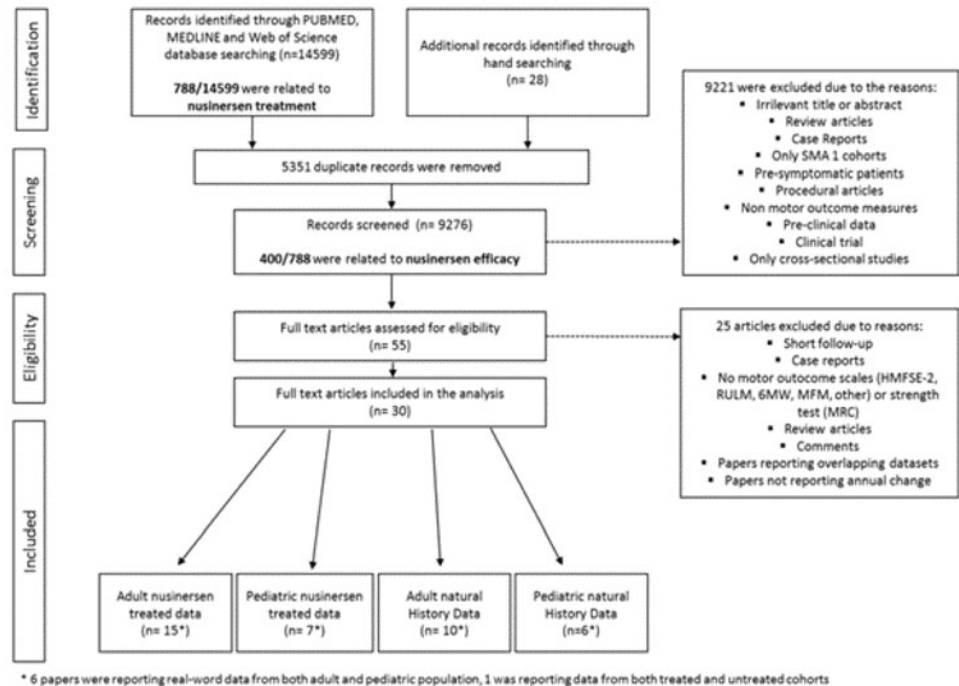 Identification
Records identified through PUBMED,
MEDLINE and Web of Science
database searching (n=14599)
788/14599 were related to
nusinersen treatment
Additional records identified through
hand searching
(n= 28)
9221 were excluded due to the reasons:
▪ Irrilevant title or abstract
▪ Review articles
▪ Case Reports
▪ Only SMA 1 cohorts
▪ Pre-symptomatic patients
▪ Procedural articles
▪ Non motor outcome measures
▪ Pre-clinical data
▪ Clinical trial
▪ Only cross-sectional studies
Screening
5351 duplicate records were removed
Records screened (n= 9276)
400/788 were related to nusinersen efficacy
Eligibility
Full text articles assessed for eligibility
(n= 55)
25 articles excluded due to reasons:
▪ Short follow-up
▪ Case reports
▪ No motor outocome scales (HMFSE-2,
RULM, 6MW, MFM, other) or strength
test (MRC)
▪ Review articles
▪ Comments
▪ Papers reporting overlapping datasets
▪ Papers not reporting annual change
Full text articles included in the analysis
(n= 30)
Included
Adult nusinersen
treated data
(n= 15*)
Pediatric nusinersen
treated data
(n= 7*)
Adult natural
History Data
(n= 10*)
Pediatric natural
History Data
(n=6*)
* 6 papers were reporting real-word data from both adult and pediatric population, 1 was reporting data from both treated and untreated cohorts